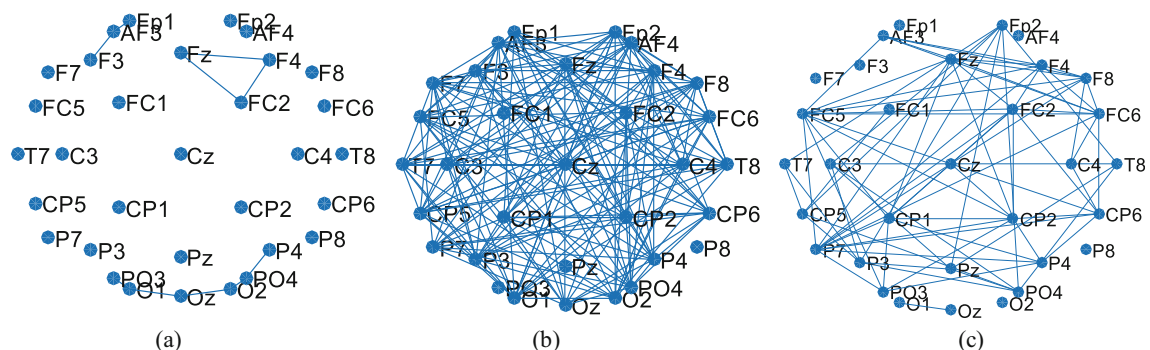 Fp1 Fp2
AF3 AF4
Fz
F3 F4
F7 F8
FC5 FC1 FC2 FC6
T7 C3 Cz C4 T8
CP5 CP1 CP2 CP6
P7 P8
P3 Pz P4
PO3 PO4
O1 Oz O2
(a)
Fp1 Fp2
AF3 AF4
Fz
F3 F4
F7 F8
FC5 FC1 FC2 FC6
T7 C3 Cz C4 T8
CP5 CP1 CP2 CP6
P7 P8
P3 Pz P4
PO3 PO4
O1 Oz O2
(b)
Fp1 Fp2
AF3 AF4
Fz
F3 F4
F7 F8
FC5 FC1 FC2 FC6
T7 C3 Cz C4 T8
CP5 CP1 CP2 CP6
P7 P8
P3 Pz P4
PO3 PO4
O1 Oz O2
(c)